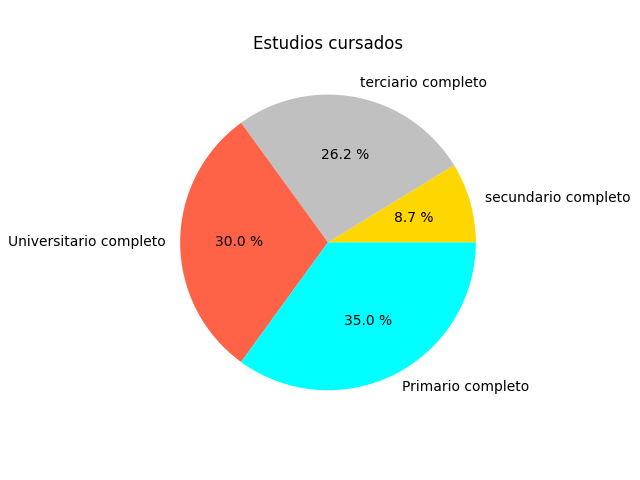 Estudios cursados
terciario completo
26.2 %
secundario completo
8.7 %
Universitario completo
30.0 %
35.0 %
Primario completo